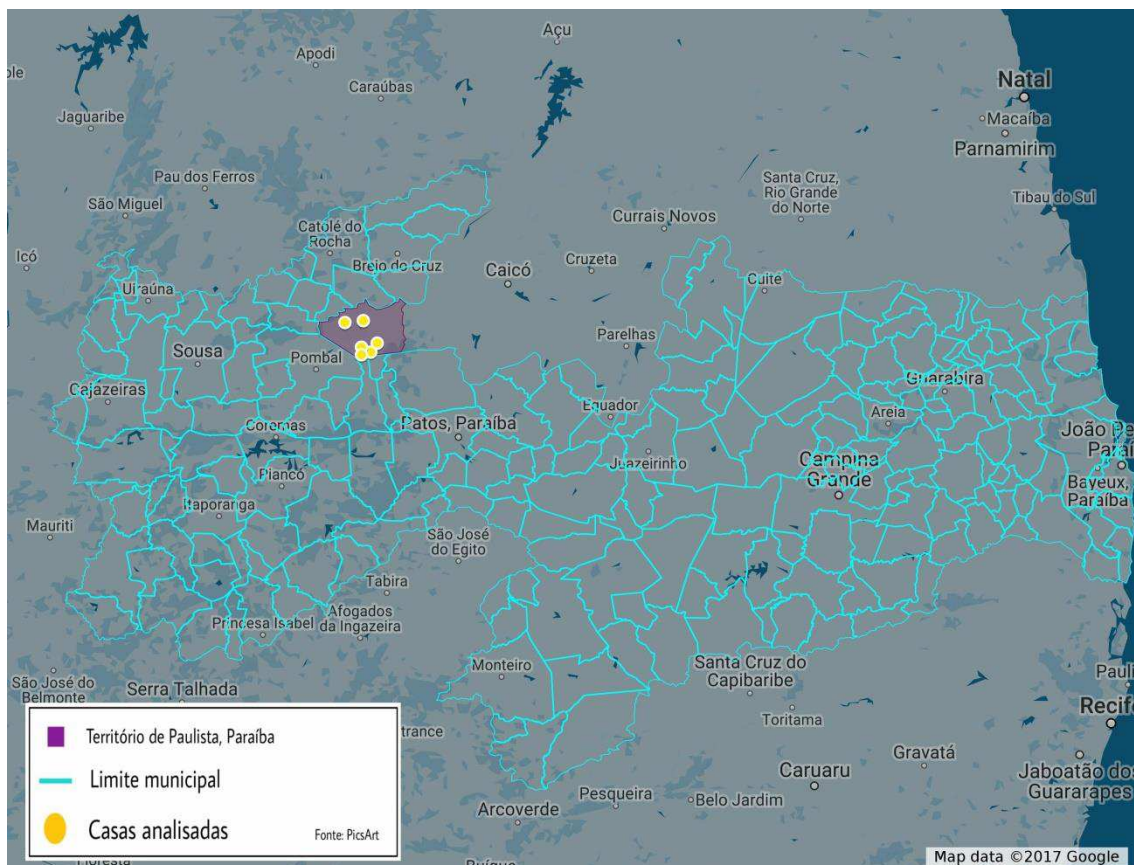 Açu
Apodi
Natal
Caraúbas
Jaguaribe
Macaíba
Parnamirim
Pau dos Ferros
Santa Cruz,
Rio Grande
do Norte
São Miguel
Tibau do Sul
Currais Novos
Catolé do
Rocha
Icó
Brejo do Cruz
Caicó
Cruzeta
Cuité
Uiraúna
Parelhas
Sousa
Pombal
Guarabira
Cajazeiras
Equador
Areia
Patos, Paraíba
Coremas
João Pe
Paraí
Juazeirinho
Campina
Grande
Piancó
Bayeux,
Paraíba
Itaporanga
Mauriti
São José
do Egito
Tabira
Princesa Isabel
Afogados
da Ingazeira
Monteiro
Santa Cruz do
Capibaribe
São José do
Belmonte
Serra Talhada
Pauli
Toritama
Recife
Território de Paulista, Paraíba
trance
Gravatá
Limite municipal
Caruaru
Jaboatão dos
Guararapes
Pesqueira
Belo Jardim
Arcoverde
Casas analisadas
Fonte: PicsArt
Map data ©2017 Google